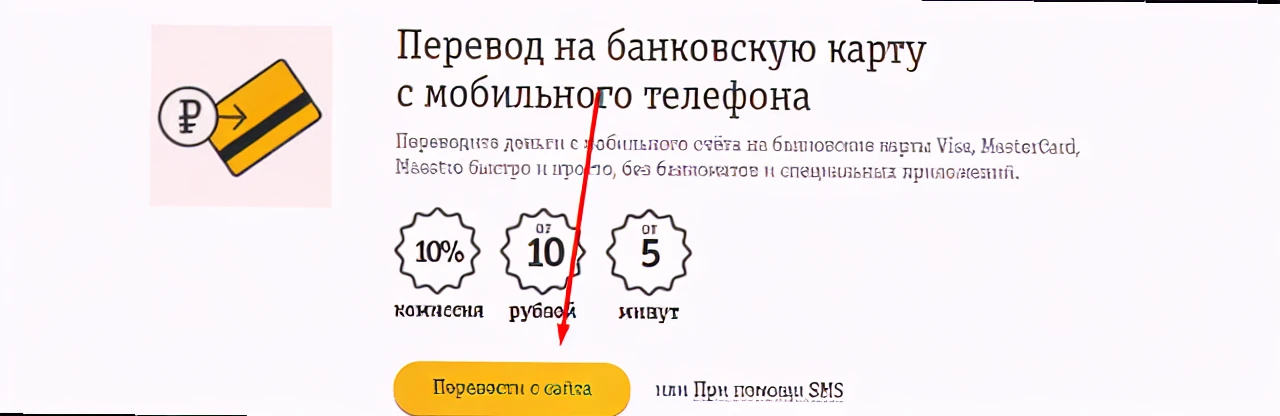 ₽
Перевод на банковскую карту
с мобильного телефона
Переводите деньги с мобильного счёта на банковские карты Visa, MasterCard,
Maestro быстро и просто, без банкоматов и специальных приложений.
10%
от
10
от
5
комиссия
рублей
минут
Перевести с сайта
или При помощи SMS